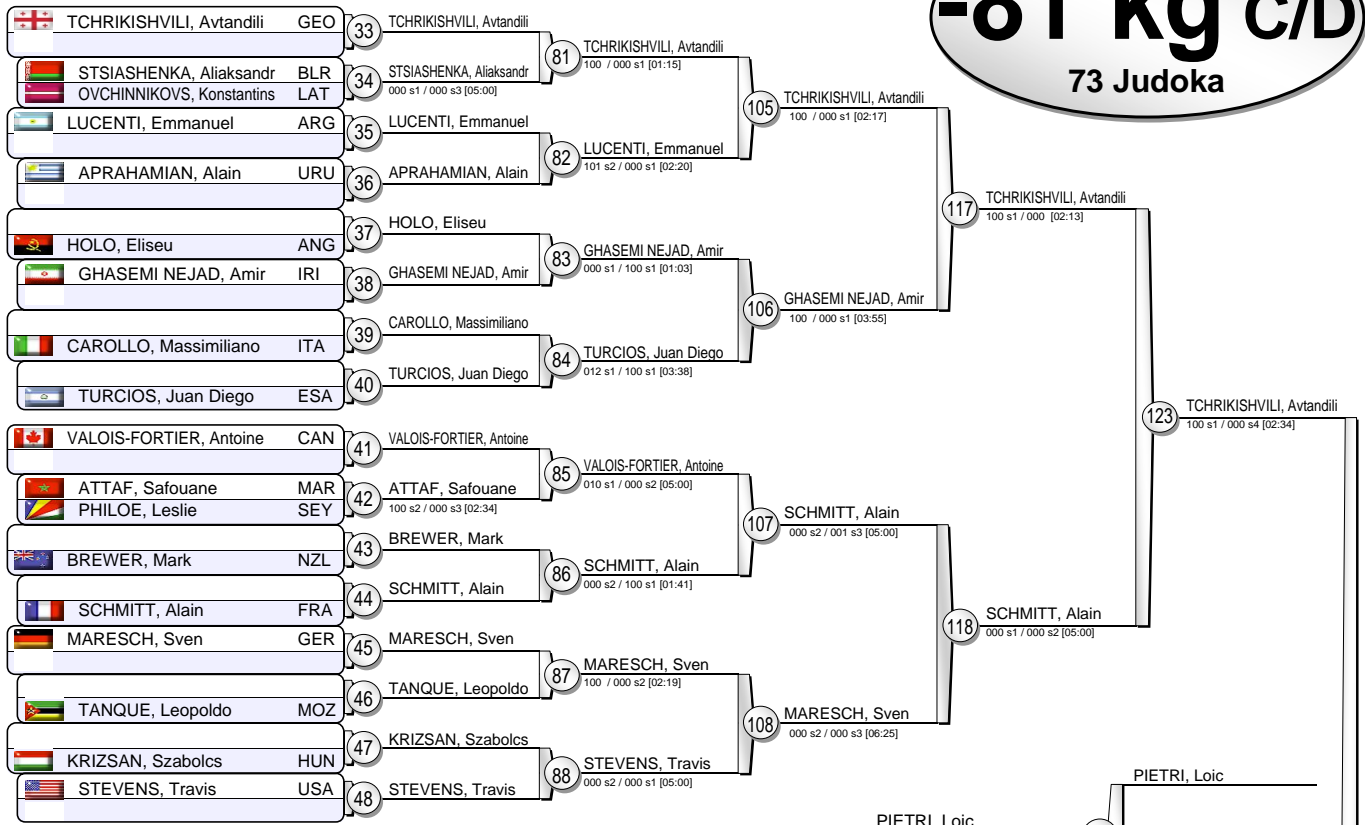 -81 kg C/D
73 Judoka
TCHRIKISHVILI, Avtandili GEO
STSIASHENKA, Aliaksandr BLR
OVCHINNIKOVS, Konstantins LAT
LUCENTI, Emmanuel ARG
APRAHAMIAN, Alain URU
HOLO, Eliseu ANG
GHASEMI NEJAD, Amir IRI
CAROLLO, Massimiliano ITA
TURCIOS, Juan Diego ESA
VALOIS-FORTIER, Antoine CAN
ATTAF, Safouane MAR
PHILOE, Leslie SEY
BREWER, Mark NZL
SCHMITT, Alain FRA
MARESCH, Sven GER
TANQUE, Leopoldo MOZ
KRIZSAN, Szabolcs HUN
STEVENS, Travis USA
33 TCHRIKISHVILI, Avtandili
34 STSIASHENKA, Aliaksandr
000 s1 / 000 s3 [05:00]
35 LUCENTI, Emmanuel
36 APRAHAMIAN, Alain
37 HOLO, Eliseu
38 GHASEMI NEJAD, Amir
39 CAROLLO, Massimiliano
40 TURCIOS, Juan Diego
41 VALOIS-FORTIER, Antoine
42 ATTAF, Safouane
100 s2 / 000 s3 [02:34]
43 BREWER, Mark
44 SCHMITT, Alain
45 MARESCH, Sven
46 TANQUE, Leopoldo
47 KRIZSAN, Szabolcs
48 STEVENS, Travis
81 TCHRIKISHVILI, Avtandili
100 / 000 s1 [01:15]
82 LUCENTI, Emmanuel
101 s2 / 000 s1 [02:20]
83 GHASEMI NEJAD, Amir
000 s1 / 100 s1 [01:03]
84 TURCIOS, Juan Diego
012 s1 / 100 s1 [03:38]
85 VALOIS-FORTIER, Antoine
010 s1 / 000 s2 [05:00]
86 SCHMITT, Alain
000 s2 / 100 s1 [01:41]
87 MARESCH, Sven
100 / 000 s2 [02:19]
88 STEVENS, Travis
000 s2 / 000 s1 [05:00]
105 TCHRIKISHVILI, Avtandili
100 / 000 s1 [02:17]
106 GHASEMI NEJAD, Amir
100 / 000 s1 [03:55]
107 SCHMITT, Alain
000 s2 / 001 s3 [05:00]
108 MARESCH, Sven
000 s2 / 000 s3 [06:25]
117 TCHRIKISHVILI, Avtandili
100 s1 / 000 [02:13]
118 SCHMITT, Alain
000 s1 / 000 s2 [05:00]
123 TCHRIKISHVILI, Avtandili
100 s1 / 000 s4 [02:34]
PIETRI, Loic
PIETRI, Loic